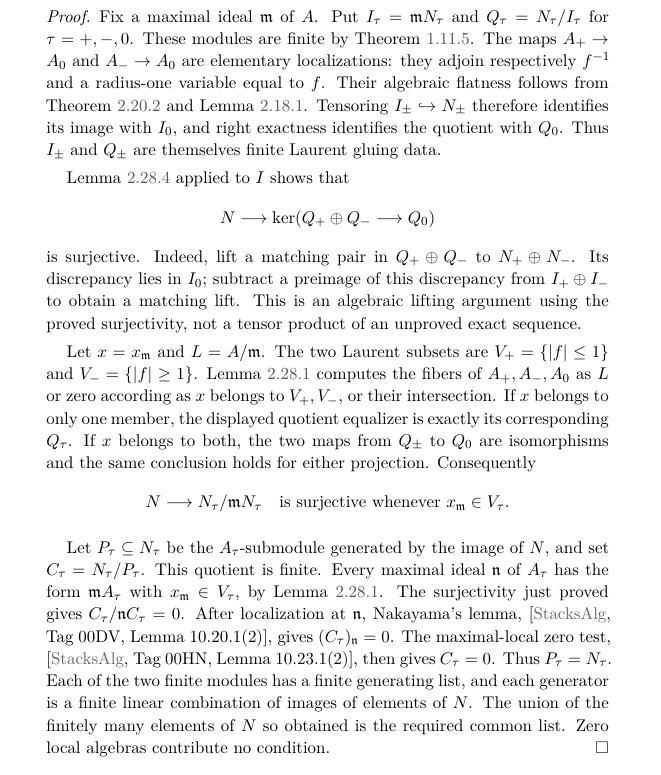 Proof. Fix a maximal ideal 𝔪 of A. Put I_τ = 𝔪N_τ and Q_τ = N_τ/I_τ for
τ = +, −, 0. These modules are finite by Theorem 1.11.5. The maps A_+ →
A_0 and A_− → A_0 are elementary localizations: they adjoin respectively f^{−1}
and a radius-one variable equal to f. Their algebraic flatness follows from
Theorem 2.20.2 and Lemma 2.18.1. Tensoring I_± ↪ N_± therefore identifies
its image with I_0, and right exactness identifies the quotient with Q_0. Thus
I_± and Q_± are themselves finite Laurent gluing data.
Lemma 2.28.4 applied to I shows that
N ⟶ ker(Q_+ ⊕ Q_− ⟶ Q_0)
is surjective. Indeed, lift a matching pair in Q_+ ⊕ Q_− to N_+ ⊕ N_−. Its
discrepancy lies in I_0; subtract a preimage of this discrepancy from I_+ ⊕ I_−
to obtain a matching lift. This is an algebraic lifting argument using the
proved surjectivity, not a tensor product of an unproved exact sequence.
Let x = x_𝔪 and L = A/𝔪. The two Laurent subsets are V_+ = {|f| ≤ 1}
and V_− = {|f| ≥ 1}. Lemma 2.28.1 computes the fibers of A_+, A_−, A_0 as L
or zero according as x belongs to V_+, V_−, or their intersection. If x belongs to
only one member, the displayed quotient equalizer is exactly its corresponding
Q_τ. If x belongs to both, the two maps from Q_± to Q_0 are isomorphisms
and the same conclusion holds for either projection. Consequently
N ⟶ N_τ/𝔪N_τ is surjective whenever x_𝔪 ∈ V_τ.
Let P_τ ⊆ N_τ be the A_τ-submodule generated by the image of N, and set
C_τ = N_τ/P_τ. This quotient is finite. Every maximal ideal 𝔫 of A_τ has the
form 𝔪A_τ with x_𝔪 ∈ V_τ, by Lemma 2.28.1. The surjectivity just proved
gives C_τ/𝔫C_τ = 0. After localization at 𝔫, Nakayama's lemma, [StacksAlg,
Tag 00DV, Lemma 10.20.1(2)], gives (C_τ)_𝔫 = 0. The maximal-local zero test,
[StacksAlg, Tag 00HN, Lemma 10.23.1(2)], then gives C_τ = 0. Thus P_τ = N_τ.
Each of the two finite modules has a finite generating list, and each generator
is a finite linear combination of images of elements of N. The union of the
finitely many elements of N so obtained is the required common list. Zero
local algebras contribute no condition. □